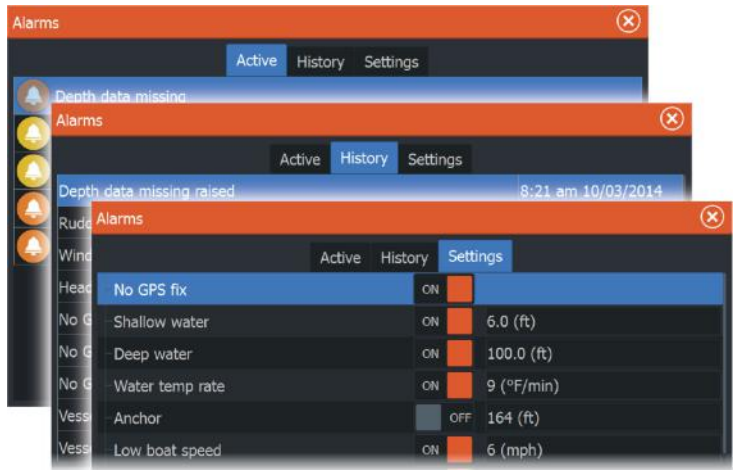 Alarms
Active History Settings
Depth data missing
Alarms
Active History Settings
Depth data missing raised 8:21 am 10/03/2014
Alarms
Active History Settings
No GPS fix ON
Shallow water ON 6.0 (ft)
Deep water ON 100.0 (ft)
Water temp rate ON 9 (°F/min)
Anchor OFF 164 (ft)
Low boat speed ON 6 (mph)